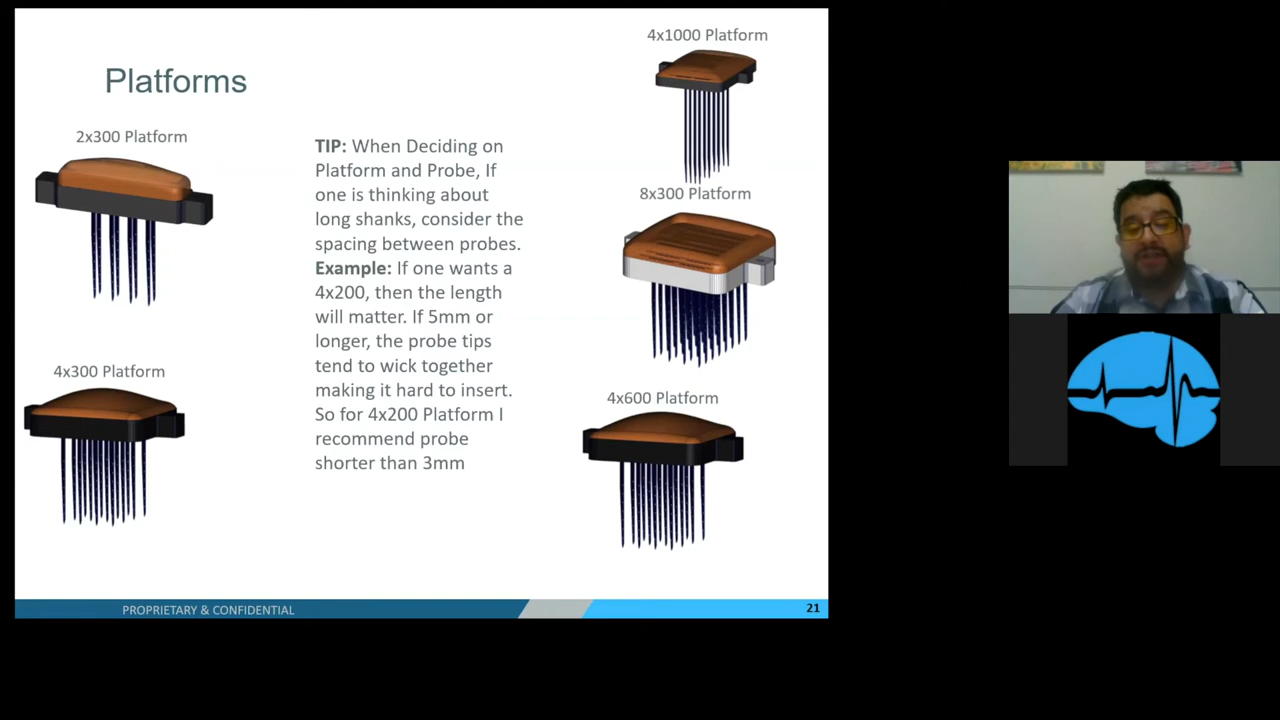 Platforms
2x300 Platform
4x300 Platform
TIP: When Deciding on
Platform and Probe, If
one is thinking about
long shanks, consider the
spacing between probes.
Example: If one wants a
4x200, then the length
will matter. If 5mm or
longer, the probe tips
tend to wick together
making it hard to insert.
So for 4x200 Platform I
recommend probe
shorter than 3mm
4x1000 Platform
8x300 Platform
4x600 Platform
PROPRIETARY & CONFIDENTIAL
21